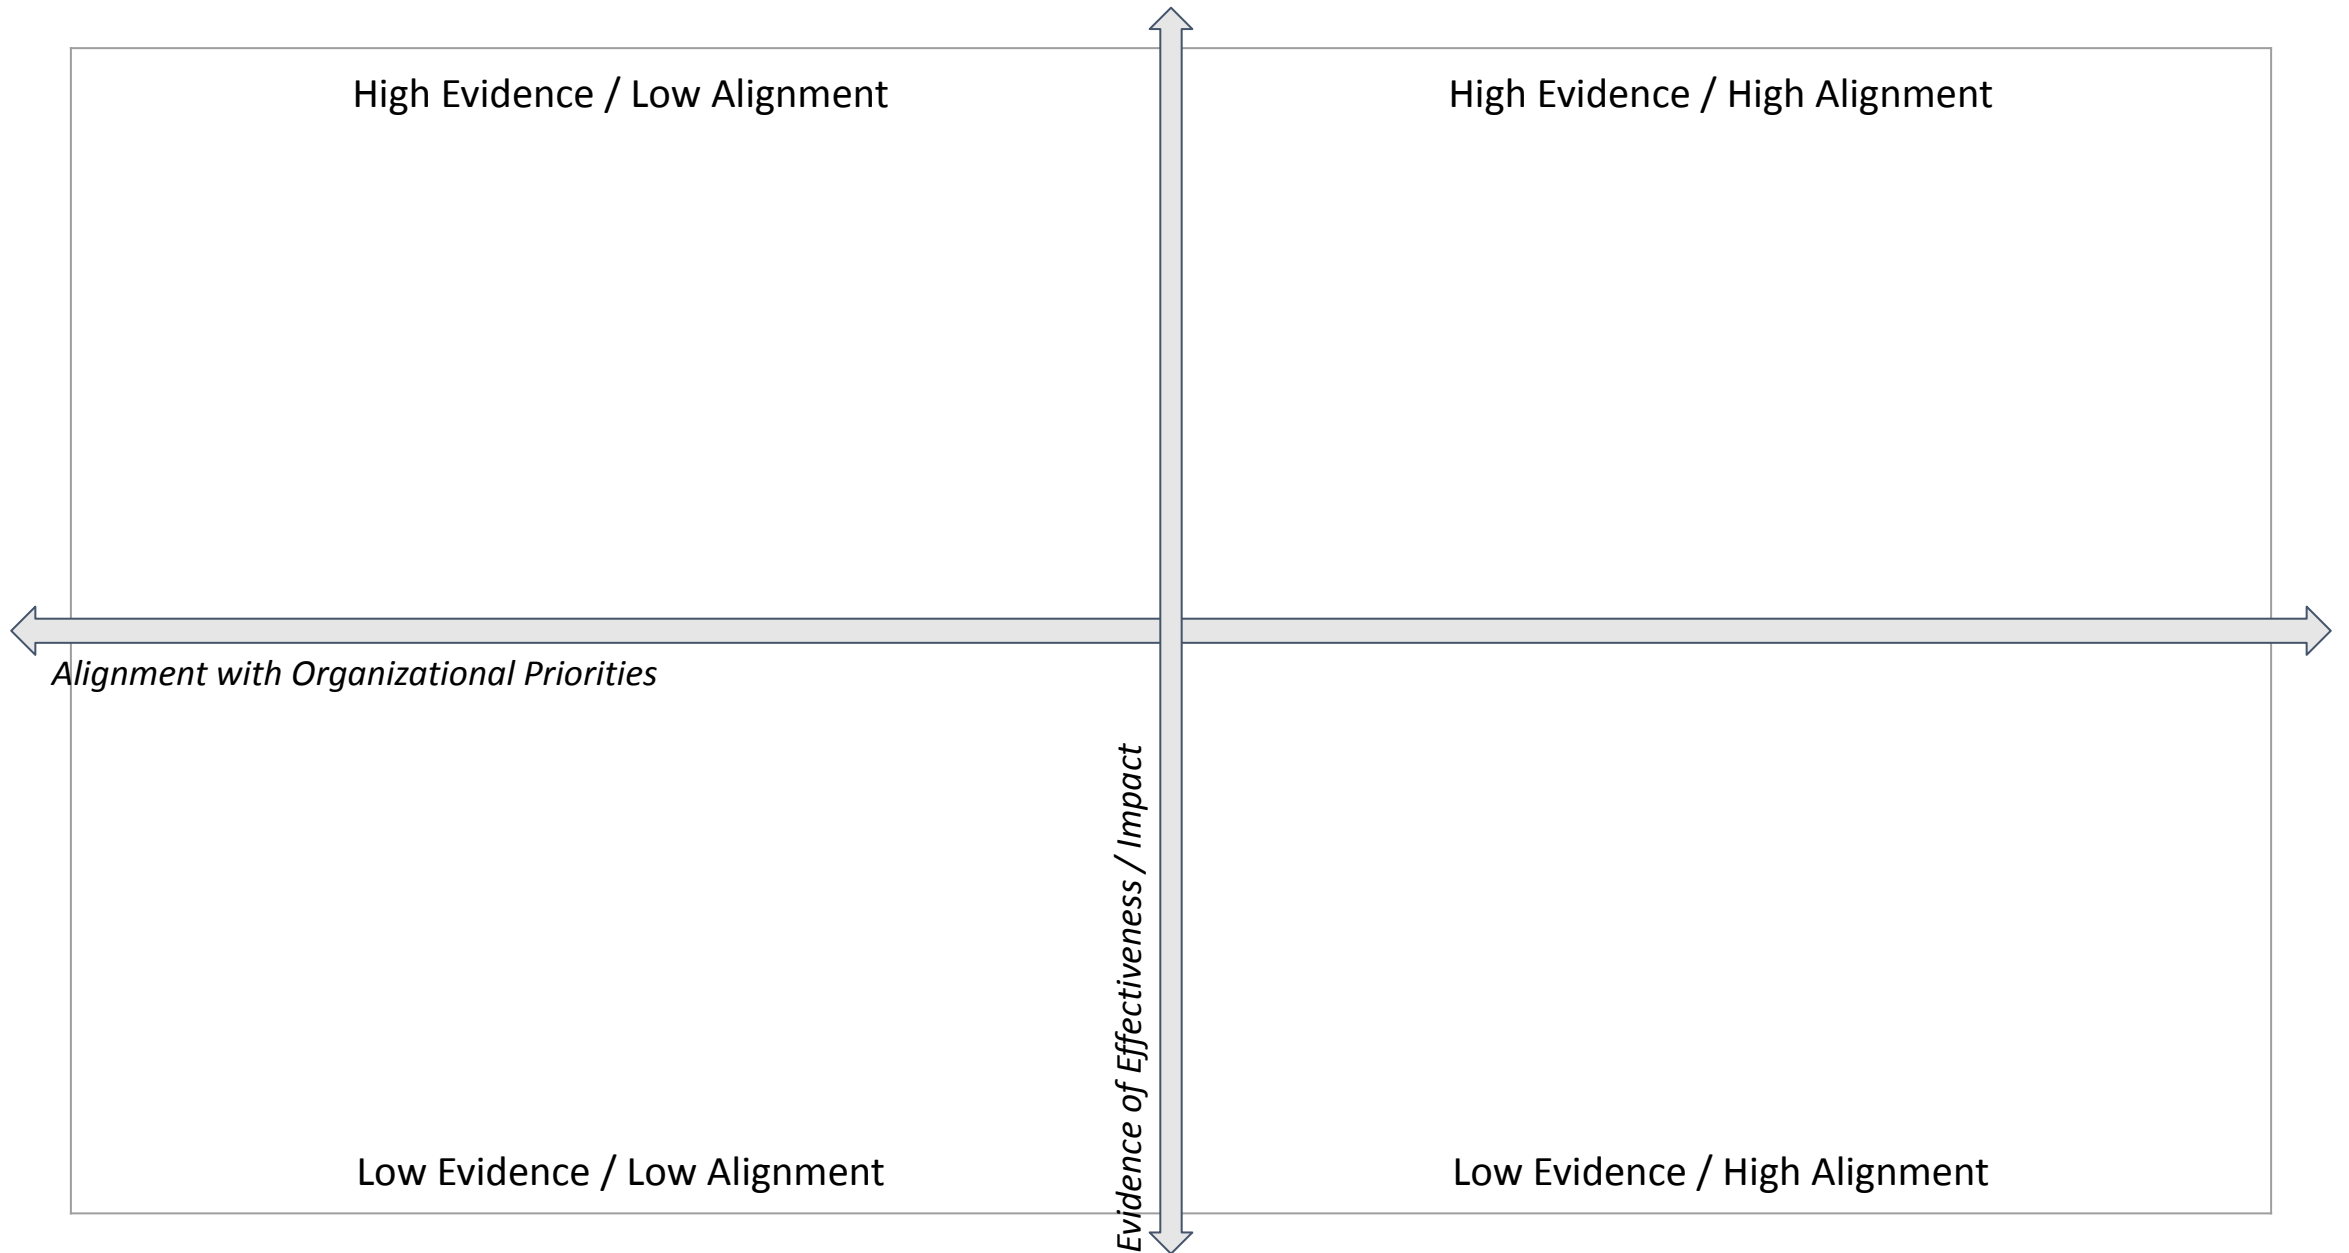 High Evidence / Low Alignment
High Evidence / High Alignment
Alignment with Organizational Priorities
Evidence of Effectiveness / Impact
Low Evidence / Low Alignment
Low Evidence / High Alignment